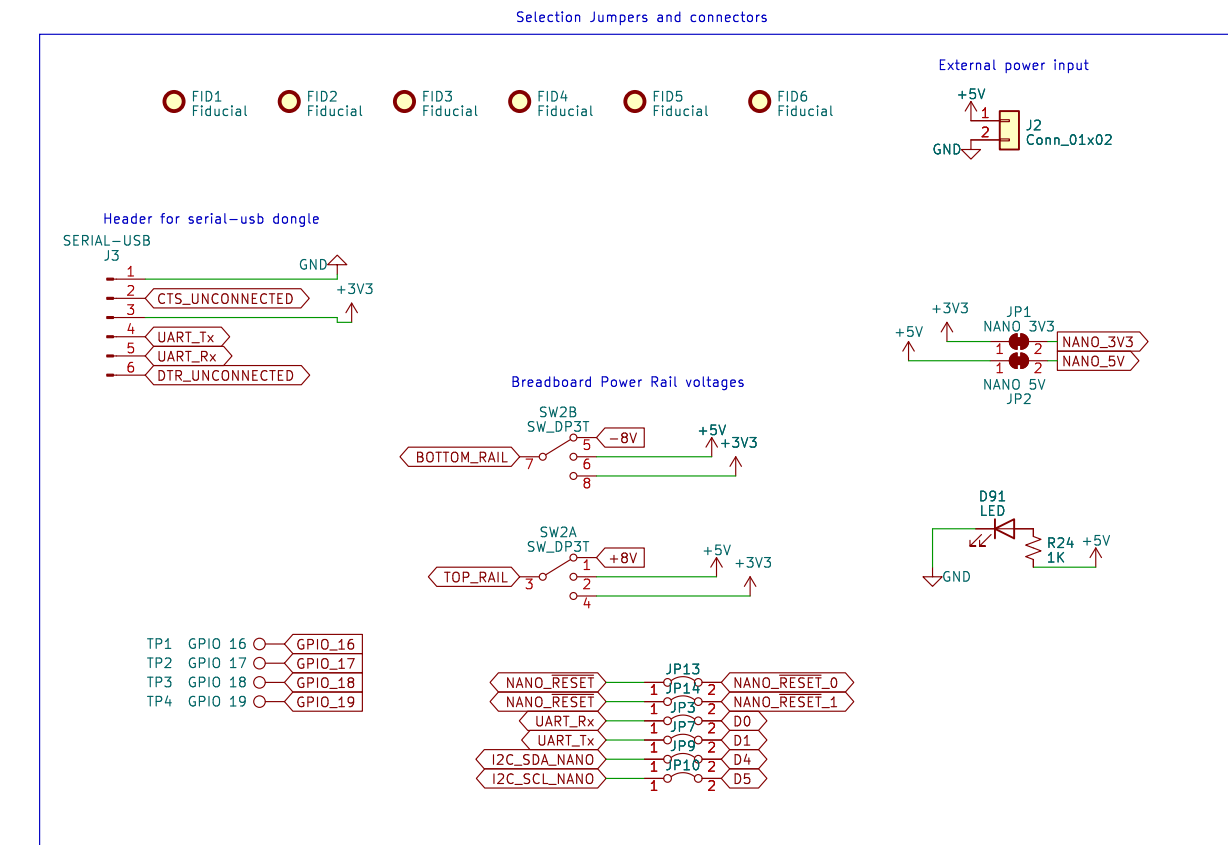 Selection Jumpers and connectors
External power input
FID1
Fiducial
FID2
Fiducial
FID3
Fiducial
FID4
Fiducial
FID5
Fiducial
FID6
Fiducial
+5V
1
2
GND
J2
Conn_01x02
Header for serial-usb dongle
SERIAL-USB
J3
1
GND
2
CTS_UNCONNECTED
+3V3
3
4
UART_Tx
5
UART_Rx
6
DTR_UNCONNECTED
+3V3
JP1
NANO 3V3
+5V
1
2
NANO_3V3
1
2
NANO_5V
NANO 5V
JP2
Breadboard Power Rail voltages
SW2B
SW_DP3T
BOTTOM_RAIL
7
5
-8V
6
8
+5V
+3V3
D91
LED
R24
1K
+5V
GND
SW2A
SW_DP3T
TOP_RAIL
3
1
+8V
2
4
+5V
+3V3
TP1 GPIO 16 GPIO_16
TP2 GPIO 17 GPIO_17
TP3 GPIO 18 GPIO_18
TP4 GPIO 19 GPIO_19
JP13
NANO_RESET 1 2 NANO_RESET_0
JP14
NANO_RESET 1 2 NANO_RESET_1
JP3
UART_Rx 1 2 D0
JP7
UART_Tx 1 2 D1
JP9
I2C_SDA_NANO 1 2 D4
JP10
I2C_SCL_NANO 1 2 D5